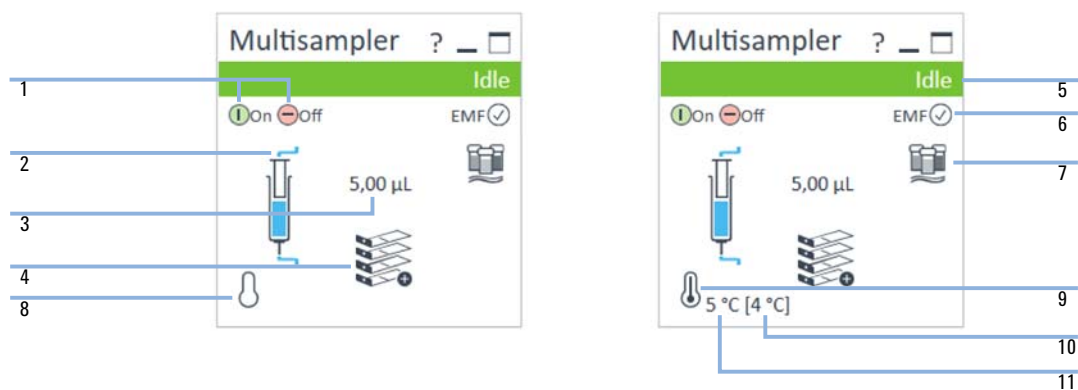 Multisampler ?
Idle
On Off EMF
5,00 µL
1
2
3
4
8
Multisampler ?
Idle
On Off EMF
5,00 µL
5 °C [4 °C]
5
6
7
9
10
11